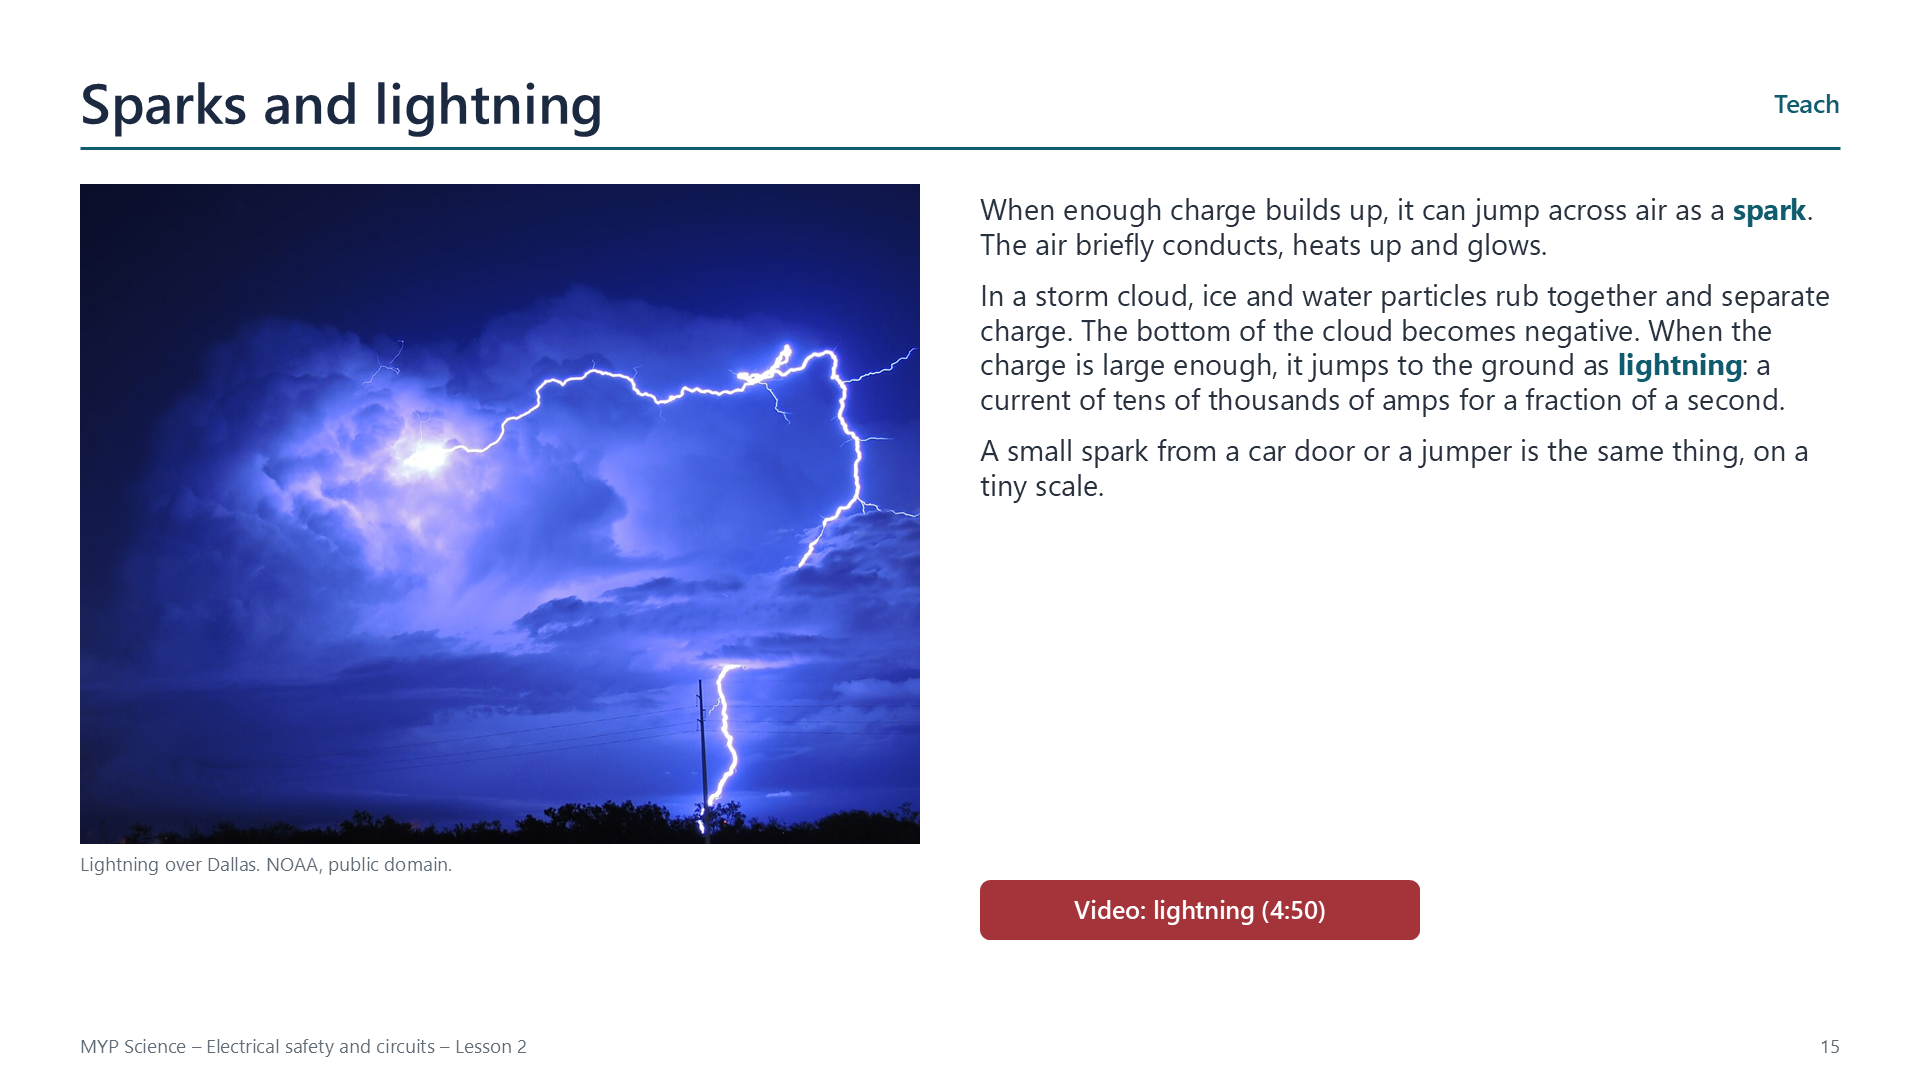 Sparks and lightning
Teach
When enough charge builds up, it can jump across air as a spark.
The air briefly conducts, heats up and glows.
In a storm cloud, ice and water particles rub together and separate
charge. The bottom of the cloud becomes negative. When the
charge is large enough, it jumps to the ground as lightning: a
current of tens of thousands of amps for a fraction of a second.
A small spark from a car door or a jumper is the same thing, on a
tiny scale.
Lightning over Dallas. NOAA, public domain.
Video: lightning (4:50)
MYP Science – Electrical safety and circuits – Lesson 2
15